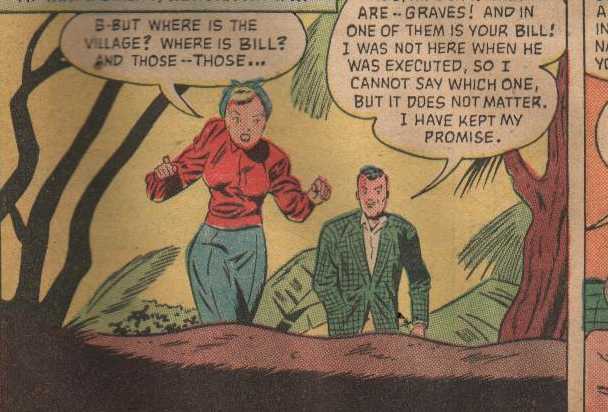 B-BUT WHERE IS THE
VILLAGE? WHERE IS BILL?
AND THOSE--THOSE...
ARE--GRAVES! AND IN
ONE OF THEM IS YOUR BILL!
I WAS NOT HERE WHEN HE
WAS EXECUTED, SO I
CANNOT SAY WHICH ONE,
BUT IT DOES NOT MATTER.
I HAVE KEPT MY
PROMISE.